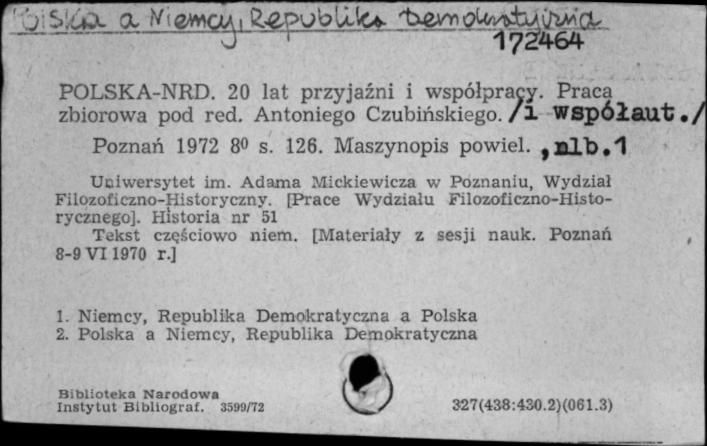 Polska a Niemcy, Republika Demokratyczna
172464
POLSKA-NRD. 20 lat przyjaźni i współpracy. Praca
zbiorowa pod red. Antoniego Czubińskiego. /i współaut./
Poznań 1972 8⁰ s. 126. Maszynopis powiel. , nlb.1
Uniwersytet im. Adama Mickiewicza w Poznaniu, Wydział
Filozoficzno-Historyczny. [Prace Wydziału Filozoficzno-Histo-
rycznego]. Historia nr 51
Tekst częściowo niem. [Materiały z sesji nauk. Poznań
8-9 VI 1970 r.]
1. Niemcy, Republika Demokratyczna a Polska
2. Polska a Niemcy, Republika Demokratyczna
Biblioteka Narodowa
Instytut Bibliograf. 3599/72 327(438:430.2)(061.3)